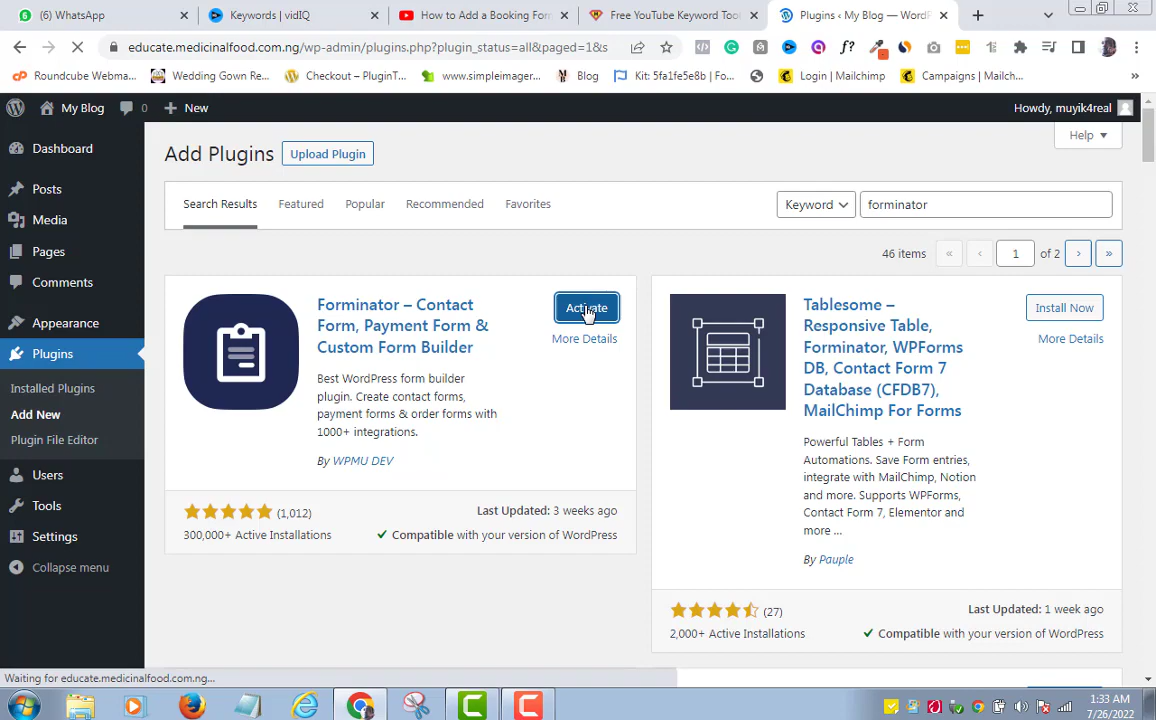 (6) WhatsApp
Keywords | vidIQ
How to Add a Booking For
Free YouTube Keyword Too
Plugins ‹ My Blog — WordP
educate.medicinalfood.com.ng/wp-admin/plugins.php?plugin_status=all&paged=1&s
Roundcube Webma...
Wedding Gown Re...
Checkout – PluginT...
www.simpleimager...
Blog
Kit: 5fa1fe5e8b | Fo...
Login | Mailchimp
Campaigns | Mailch...
»
My Blog
0
New
Howdy, muyik4real
Dashboard
Posts
Media
Pages
Comments
Appearance
Plugins
Installed Plugins
Add New
Plugin File Editor
Users
Tools
Settings
Collapse menu
Help
Add Plugins
Upload Plugin
Search Results
Featured
Popular
Recommended
Favorites
Keyword
forminator
46 items
«
‹
1
of 2
›
»
Forminator – Contact
Form, Payment Form &
Custom Form Builder
Activate
More Details
Best WordPress form builder
plugin. Create contact forms,
payment forms & order forms with
1000+ integrations.
By WPMU DEV
(1,012)
300,000+ Active Installations
Last Updated: 3 weeks ago
Compatible with your version of WordPress
Tablesome –
Responsive Table,
Forminator, WPForms
DB, Contact Form 7
Database (CFDB7),
MailChimp For Forms
Install Now
More Details
Powerful Tables + Form
Automations. Save Form entries,
integrate with MailChimp, Notion
and more. Supports WPForms,
Contact Form 7, Elementor and
more ...
By Pauple
(27)
2,000+ Active Installations
Last Updated: 1 week ago
Compatible with your version of WordPress
Waiting for educate.medicinalfood.com.ng...
1:33 AM
7/26/2022